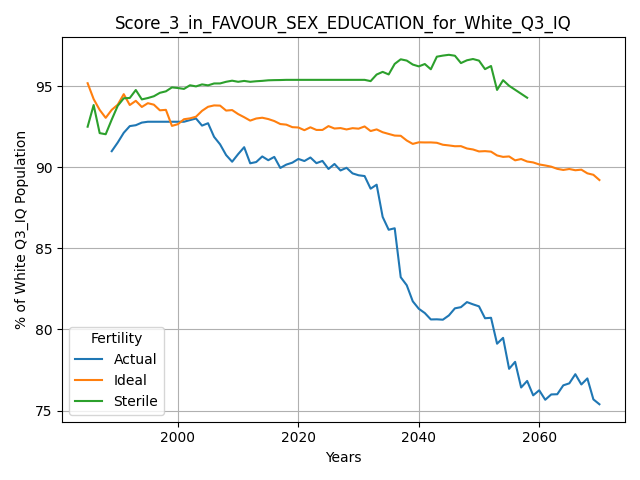 Score_3_in_FAVOUR_SEX_EDUCATION_for_White_Q3_IQ
% of White Q3_IQ Population
95
90
85
80
75
Fertility
Actual
Ideal
Sterile
2000
2020
2040
2060
Years